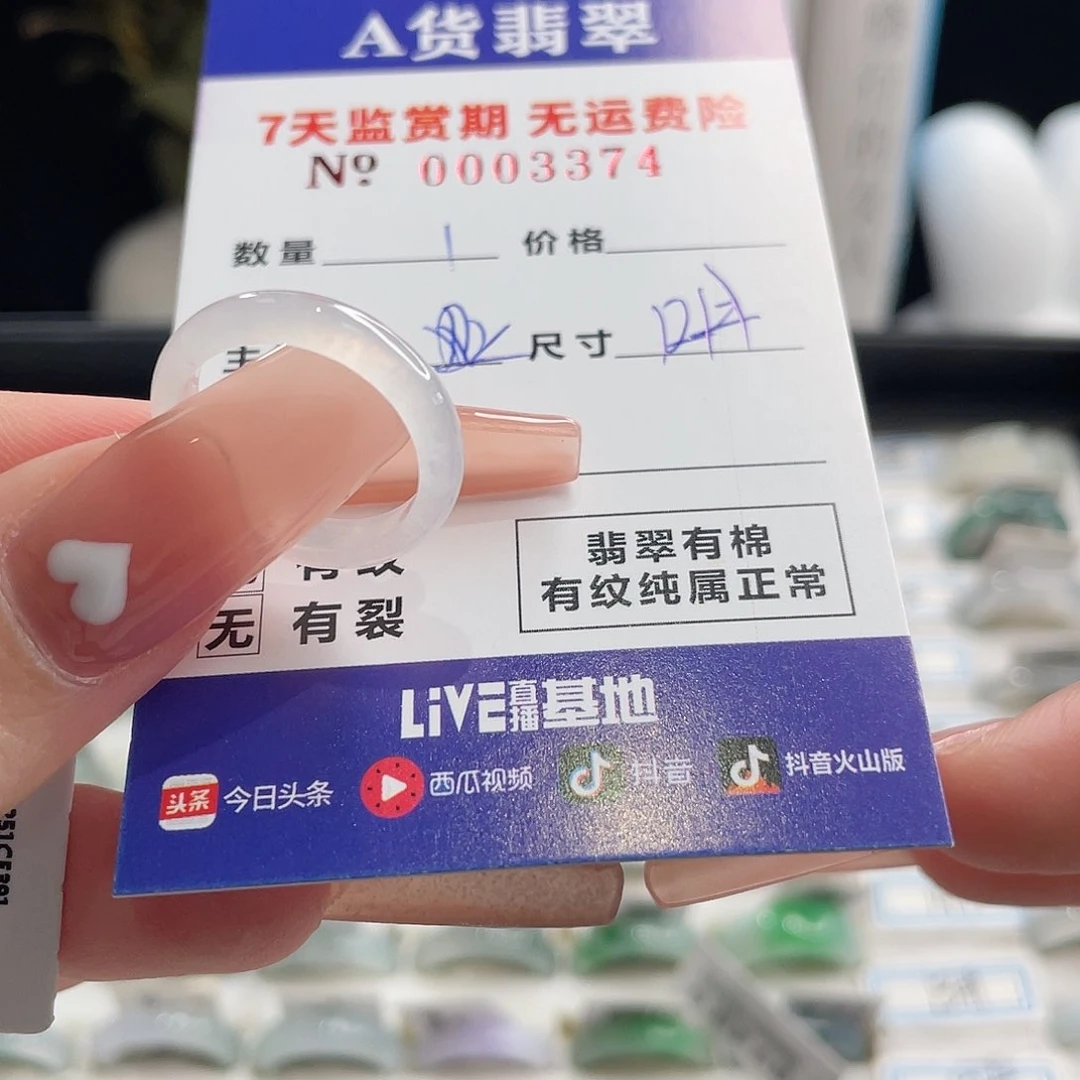 A货翡翠
7天监赏期 无运费险
Nº 0003374
数量 1 价格
主 尺寸
有纹
无 有裂
翡翠有棉
有纹纯属正常
LiVE直播基地
头条 今日头条 西瓜视频 抖音 抖音火山版